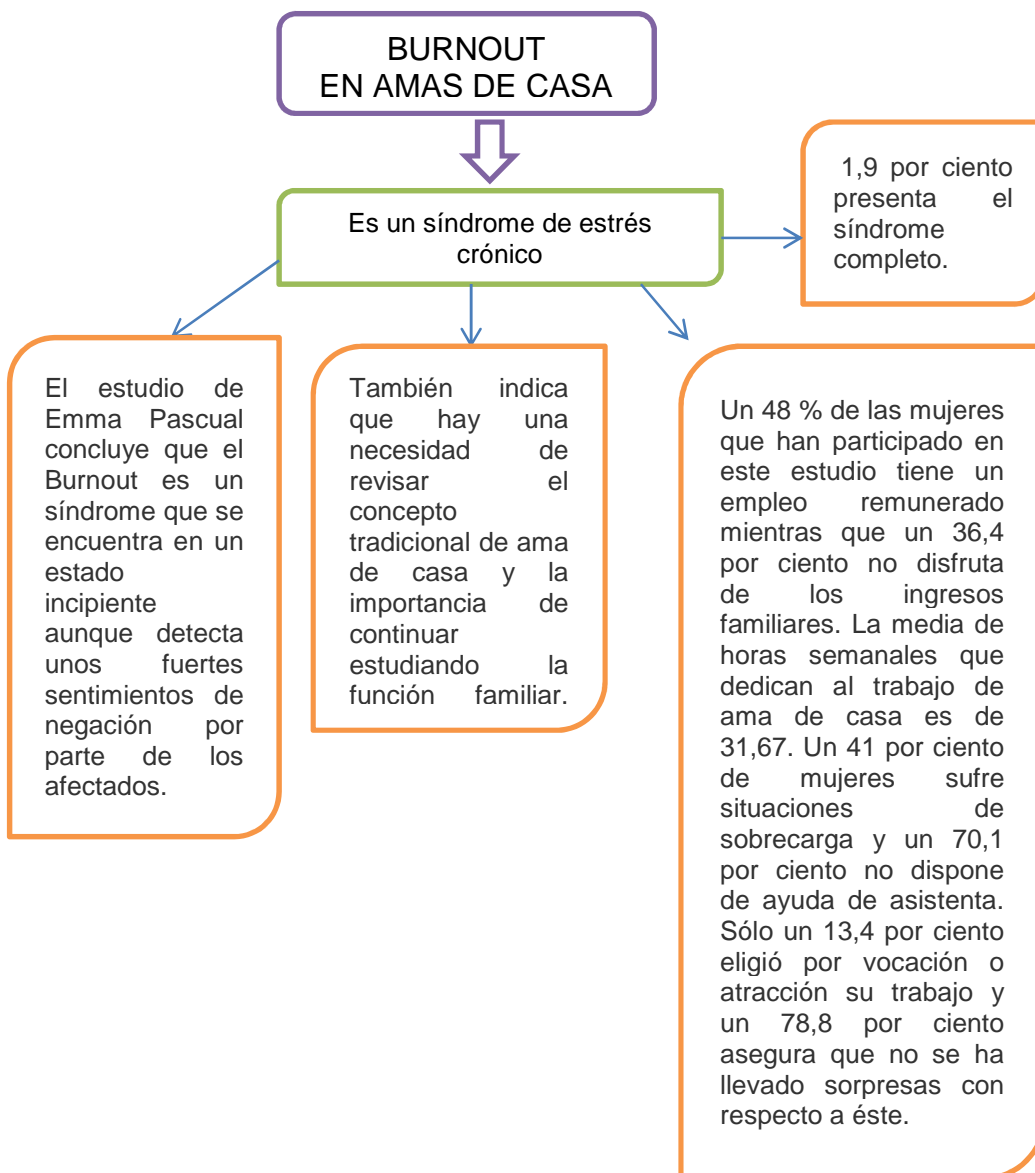 BURNOUT
EN AMAS DE CASA
Es un síndrome de estrés
crónico
1,9 por ciento
presenta el
síndrome
completo.
El estudio de
Emma Pascual
concluye que el
Burnout es un
síndrome que se
encuentra en un
estado
incipiente
aunque detecta
unos fuertes
sentimientos de
negación por
parte de los
afectados.
También indica
que hay una
necesidad de
revisar el
concepto
tradicional de ama
de casa y la
importancia de
continuar
estudiando la
función familiar.
Un 48 % de las mujeres
que han participado en
este estudio tiene un
empleo remunerado
mientras que un 36,4
por ciento no disfruta
de los ingresos
familiares. La media de
horas semanales que
dedican al trabajo de
ama de casa es de
31,67. Un 41 por ciento
de mujeres sufre
situaciones de
sobrecarga y un 70,1
por ciento no dispone
de ayuda de asistenta.
Sólo un 13,4 por ciento
eligió por vocación o
atracción su trabajo y
un 78,8 por ciento
asegura que no se ha
llevado sorpresas con
respecto a éste.